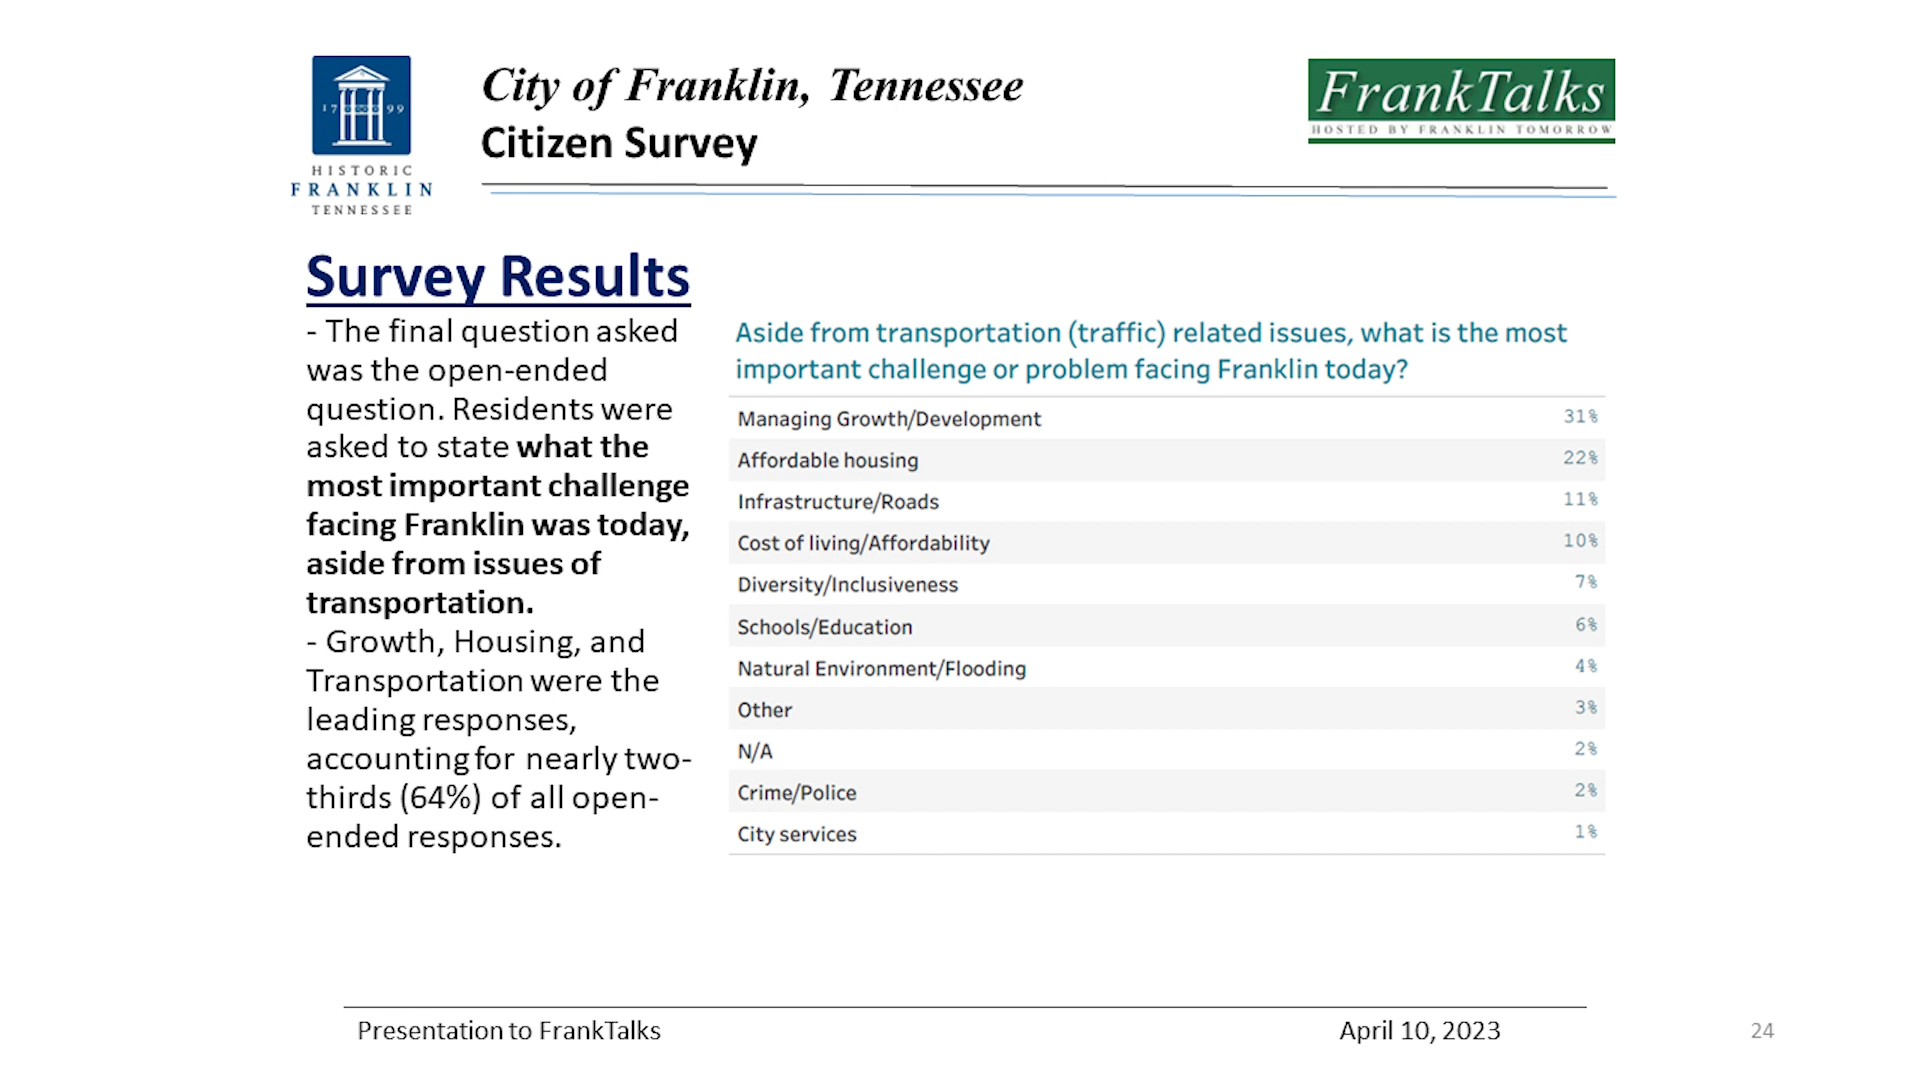 17 99
HISTORIC
FRANKLIN
TENNESSEE
City of Franklin, Tennessee
Citizen Survey
FrankTalks
HOSTED BY FRANKLIN TOMORROW
Survey Results
- The final question asked
was the open-ended
question. Residents were
asked to state what the
most important challenge
facing Franklin was today,
aside from issues of
transportation.
- Growth, Housing, and
Transportation were the
leading responses,
accounting for nearly two-
thirds (64%) of all open-
ended responses.
Aside from transportation (traffic) related issues, what is the most
important challenge or problem facing Franklin today?
Managing Growth/Development 31%
Affordable housing 22%
Infrastructure/Roads 11%
Cost of living/Affordability 10%
Diversity/Inclusiveness 7%
Schools/Education 6%
Natural Environment/Flooding 4%
Other 3%
N/A 2%
Crime/Police 2%
City services 1%
Presentation to FrankTalks
April 10, 2023
24